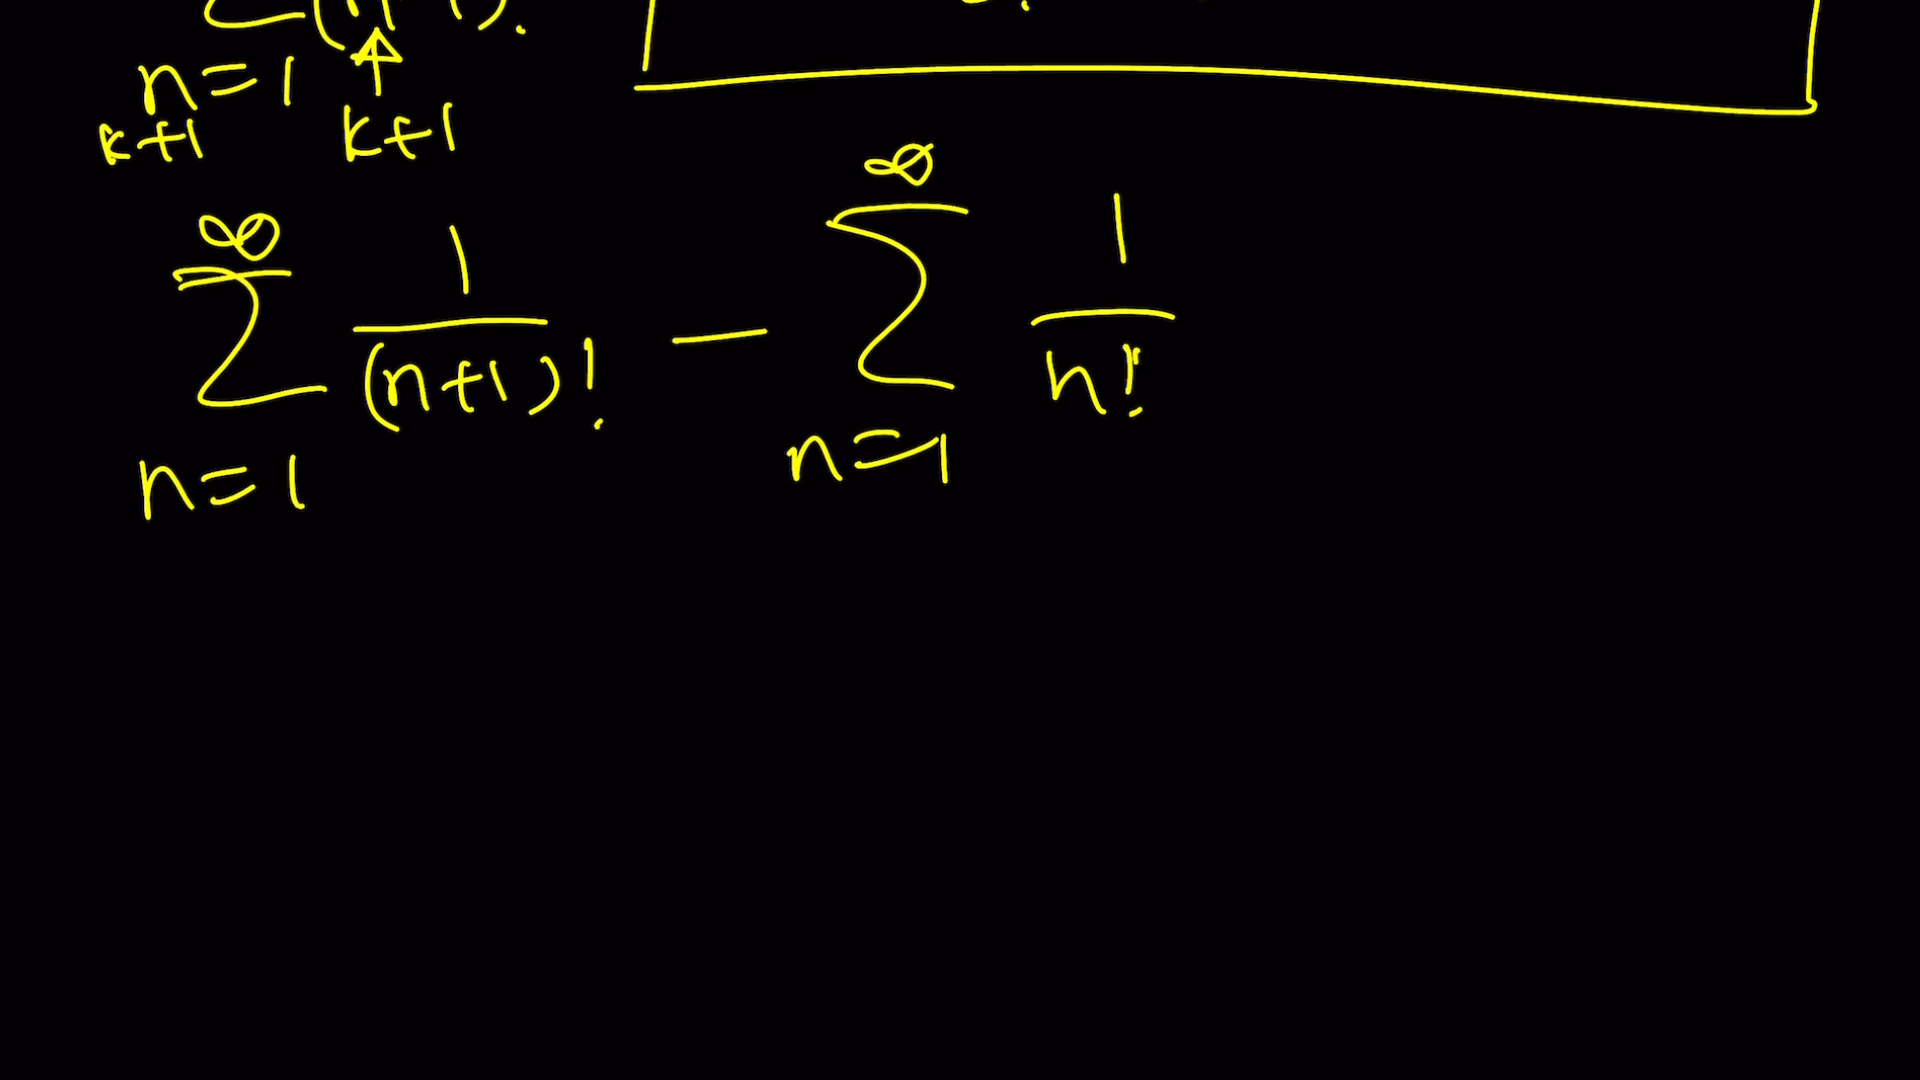 n=1
k+1 k+1
∞ ∞
∑ 1/(n+1)! − ∑ 1/n!
n=1 n=1